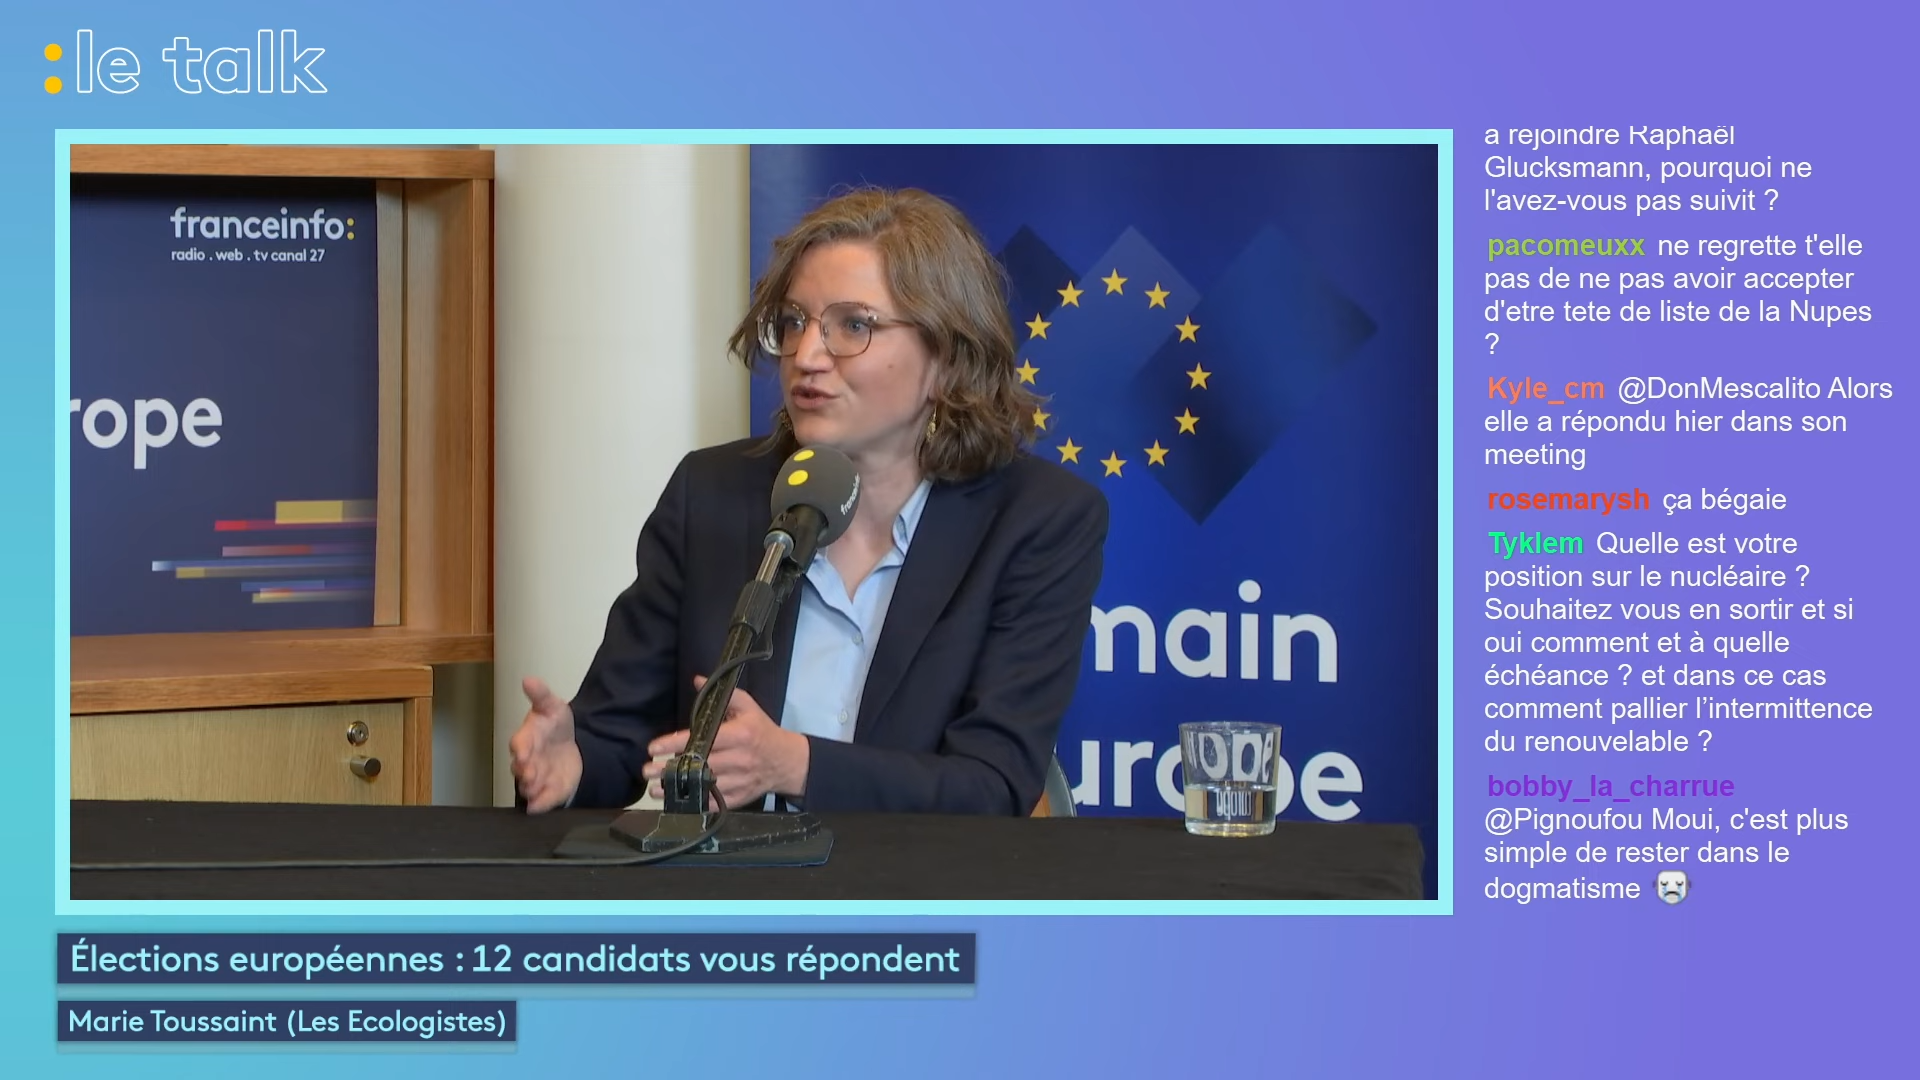 :le talk
franceinfo:
radio . web . tv canal 27
rope
main
urope
à rejoindre Raphaël
Glucksmann, pourquoi ne
l'avez-vous pas suivit ?
pacomeuxx ne regrette t'elle
pas de ne pas avoir accepter
d'etre tete de liste de la Nupes
?
Kyle_cm @DonMescalito Alors
elle a répondu hier dans son
meeting
rosemarysh ça bégaie
Tyklem Quelle est votre
position sur le nucléaire ?
Souhaitez vous en sortir et si
oui comment et à quelle
échéance ? et dans ce cas
comment pallier l’intermittence
du renouvelable ?
bobby_la_charrue
@Pignoufou Moui, c'est plus
simple de rester dans le
dogmatisme
Élections européennes : 12 candidats vous répondent
Marie Toussaint (Les Ecologistes)